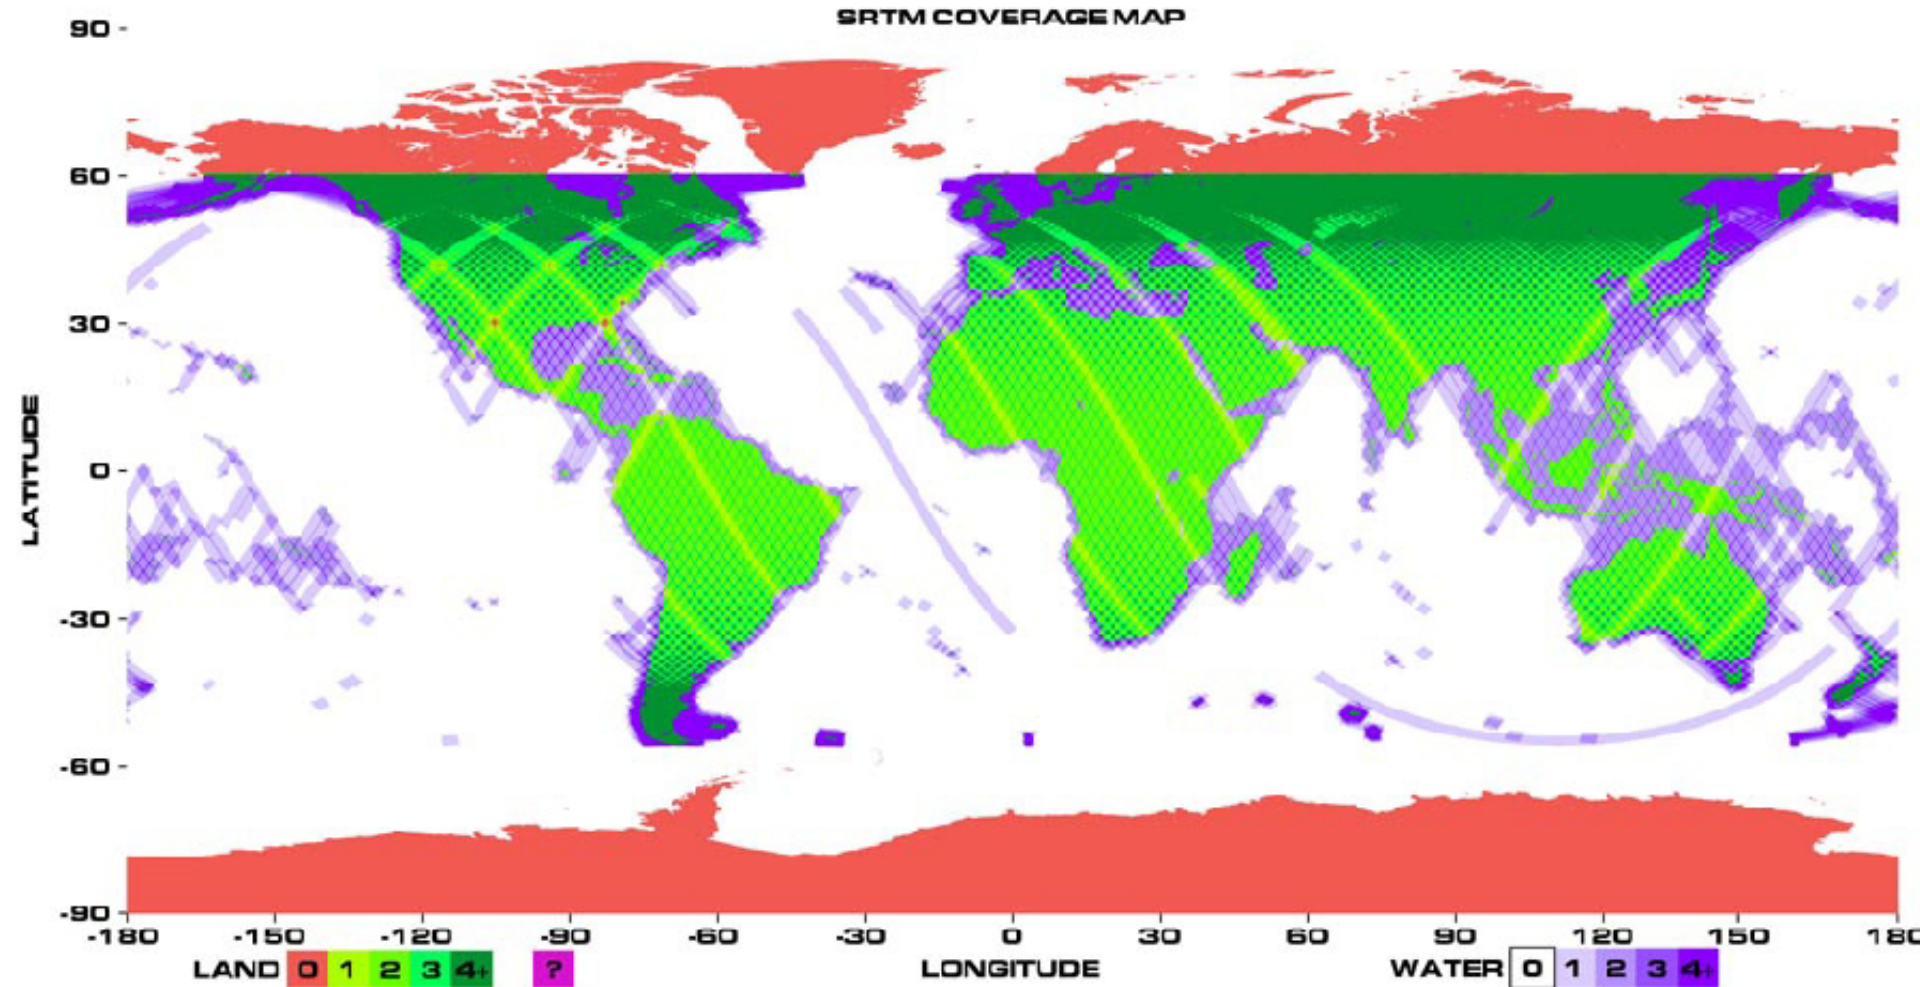 SRTM COVERAGE MAP
90
60
30
0
-30
-60
-90
LATITUDE
-180 -150 -120 -90 -60 -30 0 30 60 90 120 150 180
LAND 0 1 2 3 4+ ?
LONGITUDE
WATER 0 1 2 3 4+